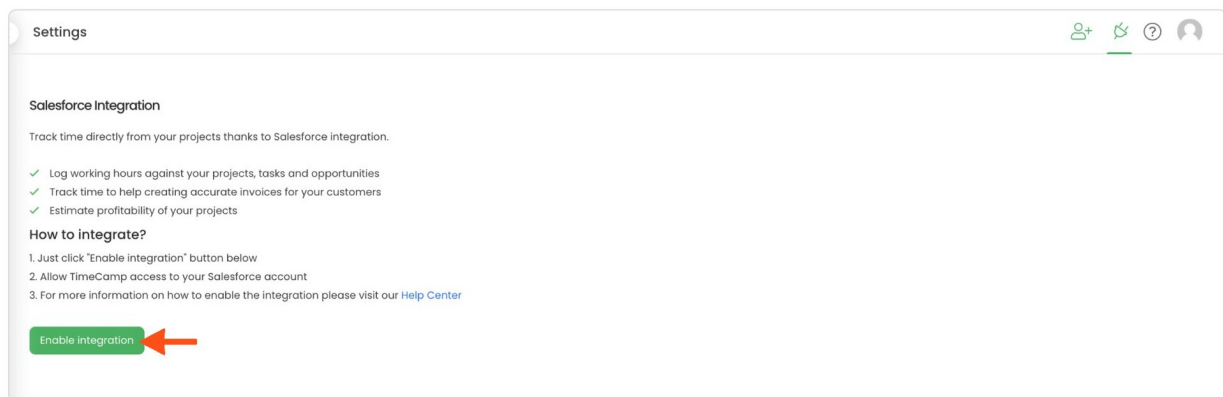 Settings
?
Salesforce Integration
Track time directly from your projects thanks to Salesforce integration.
Log working hours against your projects, tasks and opportunities
Track time to help creating accurate invoices for your customers
Estimate profitability of your projects
How to integrate?
1. Just click "Enable integration" button below
2. Allow TimeCamp access to your Salesforce account
3. For more information on how to enable the integration please visit our Help Center
Enable integration